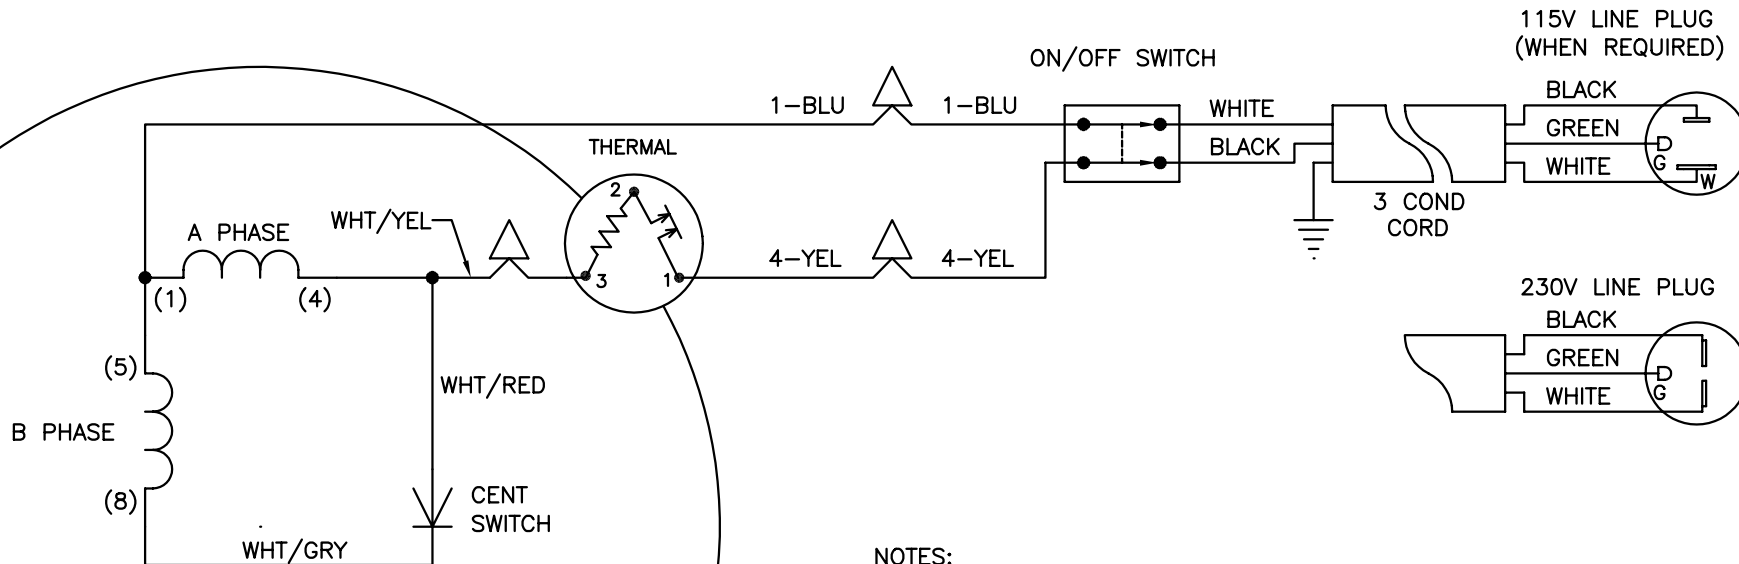 115V LINE PLUG
(WHEN REQUIRED)
ON/OFF SWITCH
BLACK
1-BLU
1-BLU
WHITE
GREEN
THERMAL
BLACK
WHITE
G
W
2
3 COND
CORD
WHT/YEL
A PHASE
4-YEL
4-YEL
3
1
(1)
(4)
230V LINE PLUG
BLACK
GREEN
(5)
WHT/RED
WHITE
G
B PHASE
(8)
CENT
SWITCH
WHT/GRY
NOTES: